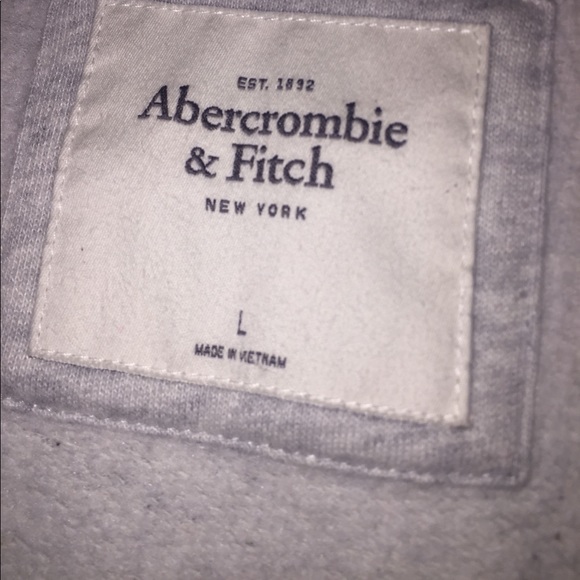 EST. 1892
Abercrombie
& Fitch
NEW YORK
L
MADE IN VIETNAM